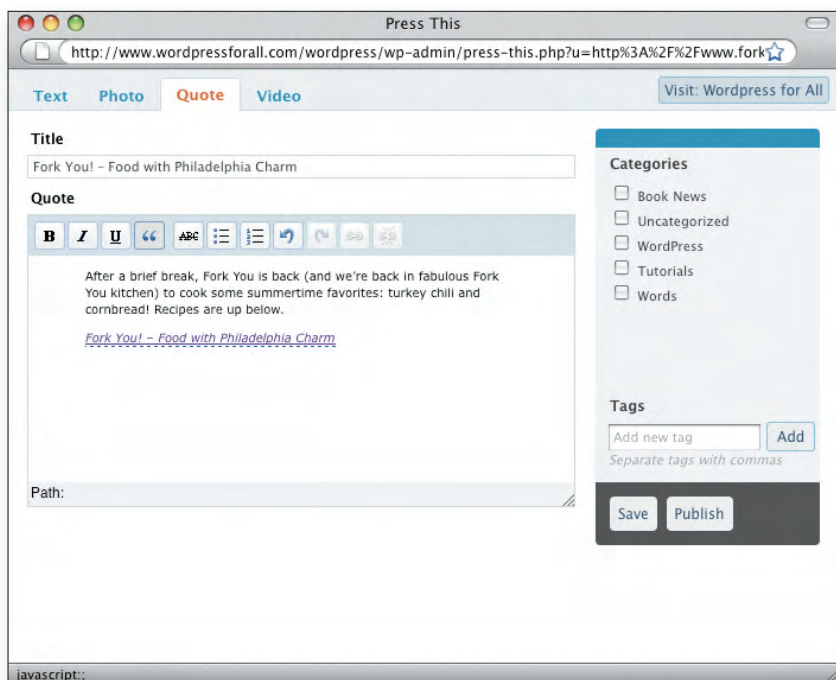 Press This
http://www.wordpressforall.com/wordpress/wp-admin/press-this.php?u=http%3A%2F%2Fwww.fork
Text Photo Quote Video
Visit: Wordpress for All
Title
Fork You! – Food with Philadelphia Charm
Quote
B I U ABC
After a brief break, Fork You is back (and we're back in fabulous Fork
You kitchen) to cook some summertime favorites: turkey chili and
cornbread! Recipes are up below.
Fork You! – Food with Philadelphia Charm
Path:
Categories
Book News
Uncategorized
WordPress
Tutorials
Words
Tags
Add new tag Add
Separate tags with commas
Save Publish
javascript:;